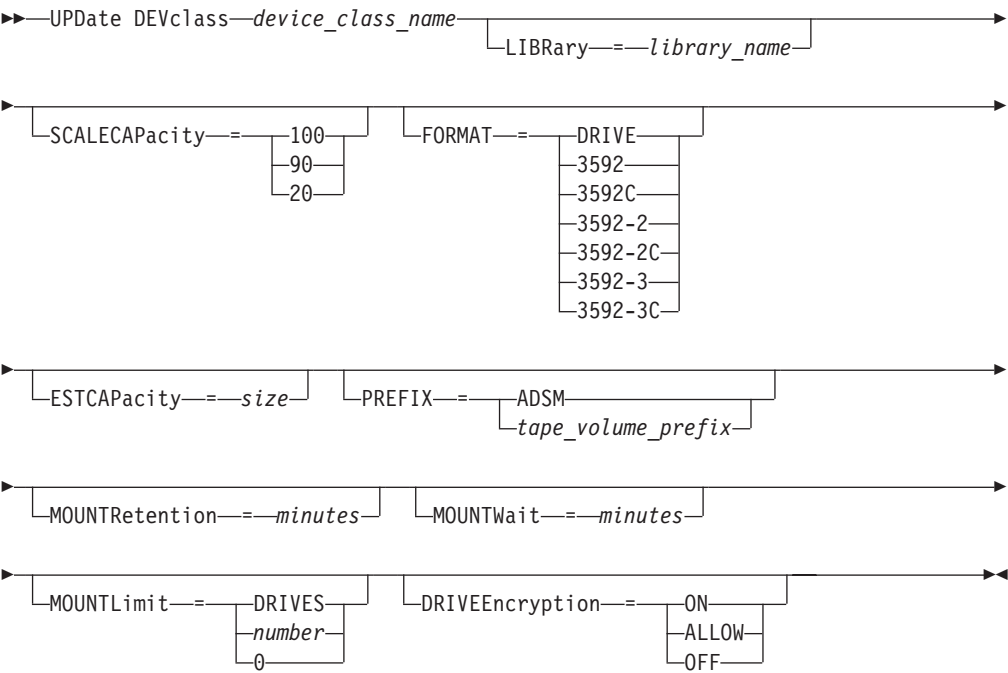 UPDate DEVclass device_class_name
LIBRary = library_name
SCALECAPacity = 100 FORMAT = DRIVE
90 3592
20 3592C
3592-2
3592-2C
3592-3
3592-3C
ESTCAPacity = size PREFIX = ADSM
tape_volume_prefix
MOUNTRetention = minutes MOUNTWait = minutes
MOUNTLimit = DRIVES DRIVEEncryption = ON
number ALLOW
0 OFF